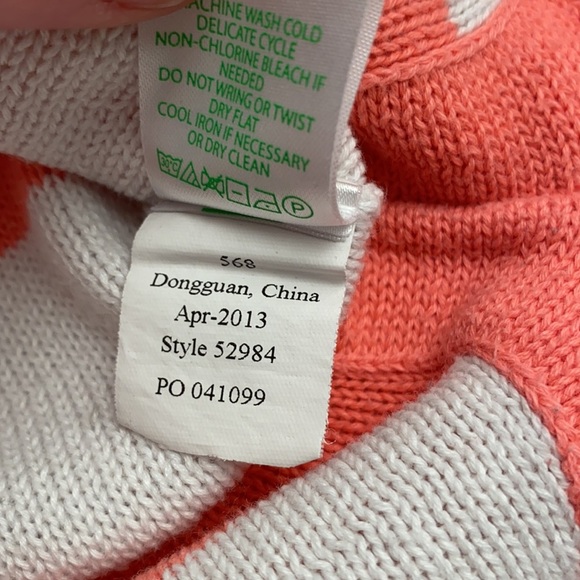 MACHINE WASH COLD
DELICATE CYCLE
NON-CHLORINE BLEACH IF
NEEDED
DO NOT WRING OR TWIST
DRY FLAT
COOL IRON IF NECESSARY
OR DRY CLEAN
P
568
Dongguan, China
Apr-2013
Style 52984
PO 041099